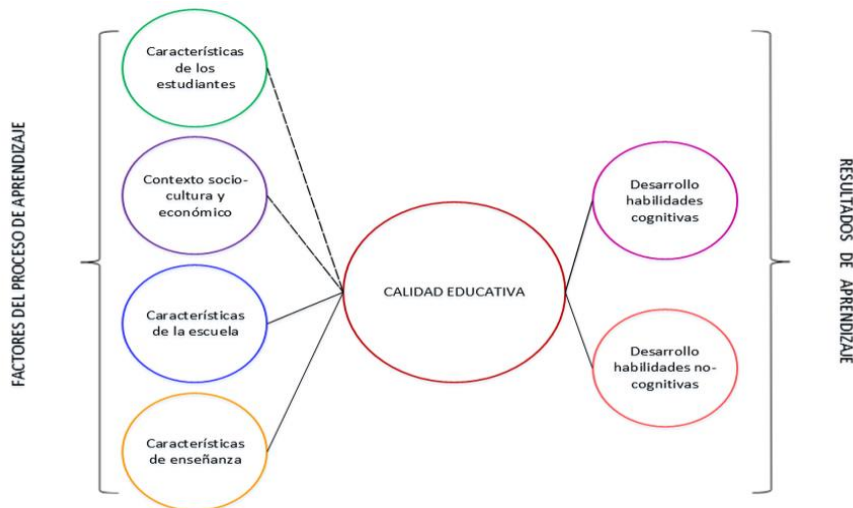 FACTORES DEL PROCESO DE APRENDIZAJE
Características
de los
estudiantes
Contexto socio-
cultura y
económico
Características
de la escuela
Características
de enseñanza
CALIDAD EDUCATIVA
Desarrollo
habilidades
cognitivas
Desarrollo
habilidades no-
cognitivas
RESULTADOS DE APRENDIZAJE